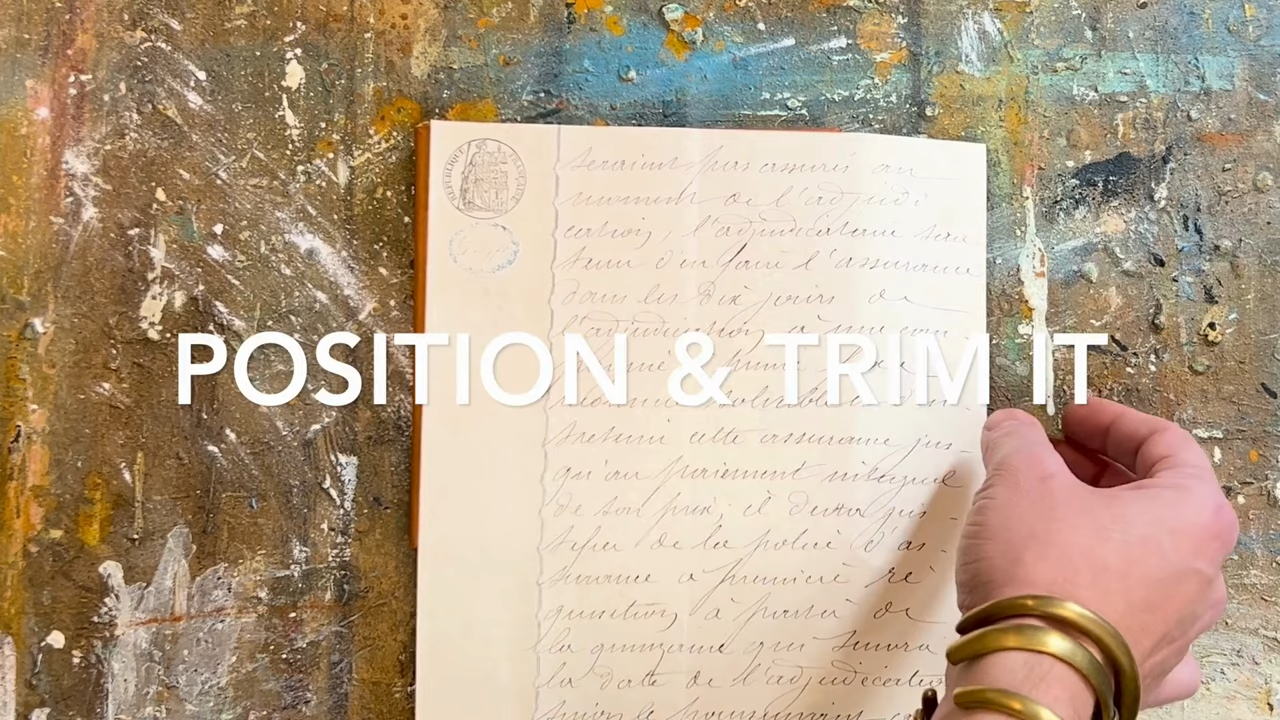 RÉPUBLIQUE FRANÇAISE
seraient pas assurés au
moment de l'adjudi
cation, l'adjudicataire sera
tenu d'en faire l'assurance
dans les dix jours de
l'adjudication à une com
POSITION & TRIM IT
tretenir cette assurance jus-
qu'au paiement intégral
de son prix; il devra jus-
tifier de la police d'as-
surance à première ré
quisition, à partir de
la quinzaine qui suivra
la date de l'adjudication